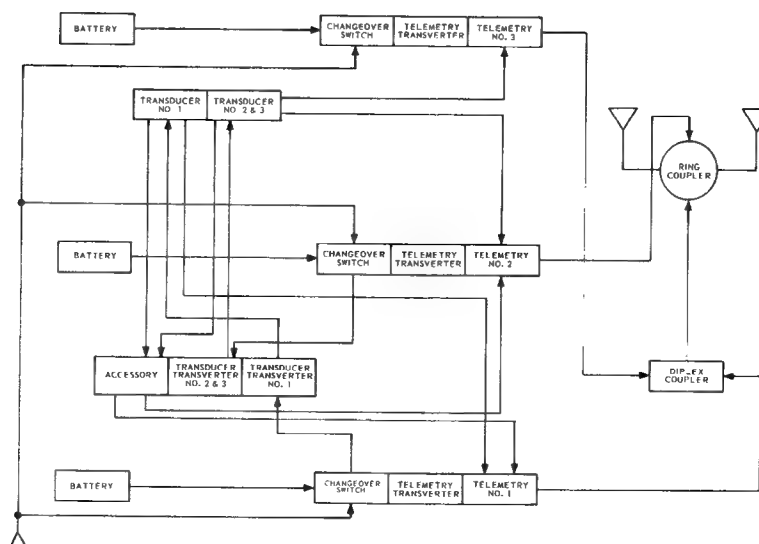 BATTERY
CHANGEOVER
SWITCH
TELEMETRY
TRANSVERTER
TELEMETRY
NO. 3
TRANSDUCER
NO. 1
TRANSDUCER
NO. 2 & 3
RING
COUPLER
BATTERY
CHANGEOVER
SWITCH
TELEMETRY
TRANSVERTER
TELEMETRY
NO. 2
ACCESSORY
TRANSDUCER
TRANSVERTER
NO. 2 & 3
TRANSDUCER
TRANSVERTER
NO. 1
DIPLEX
COUPLER
BATTERY
CHANGEOVER
SWITCH
TELEMETRY
TRANSVERTER
TELEMETRY
NO. 1